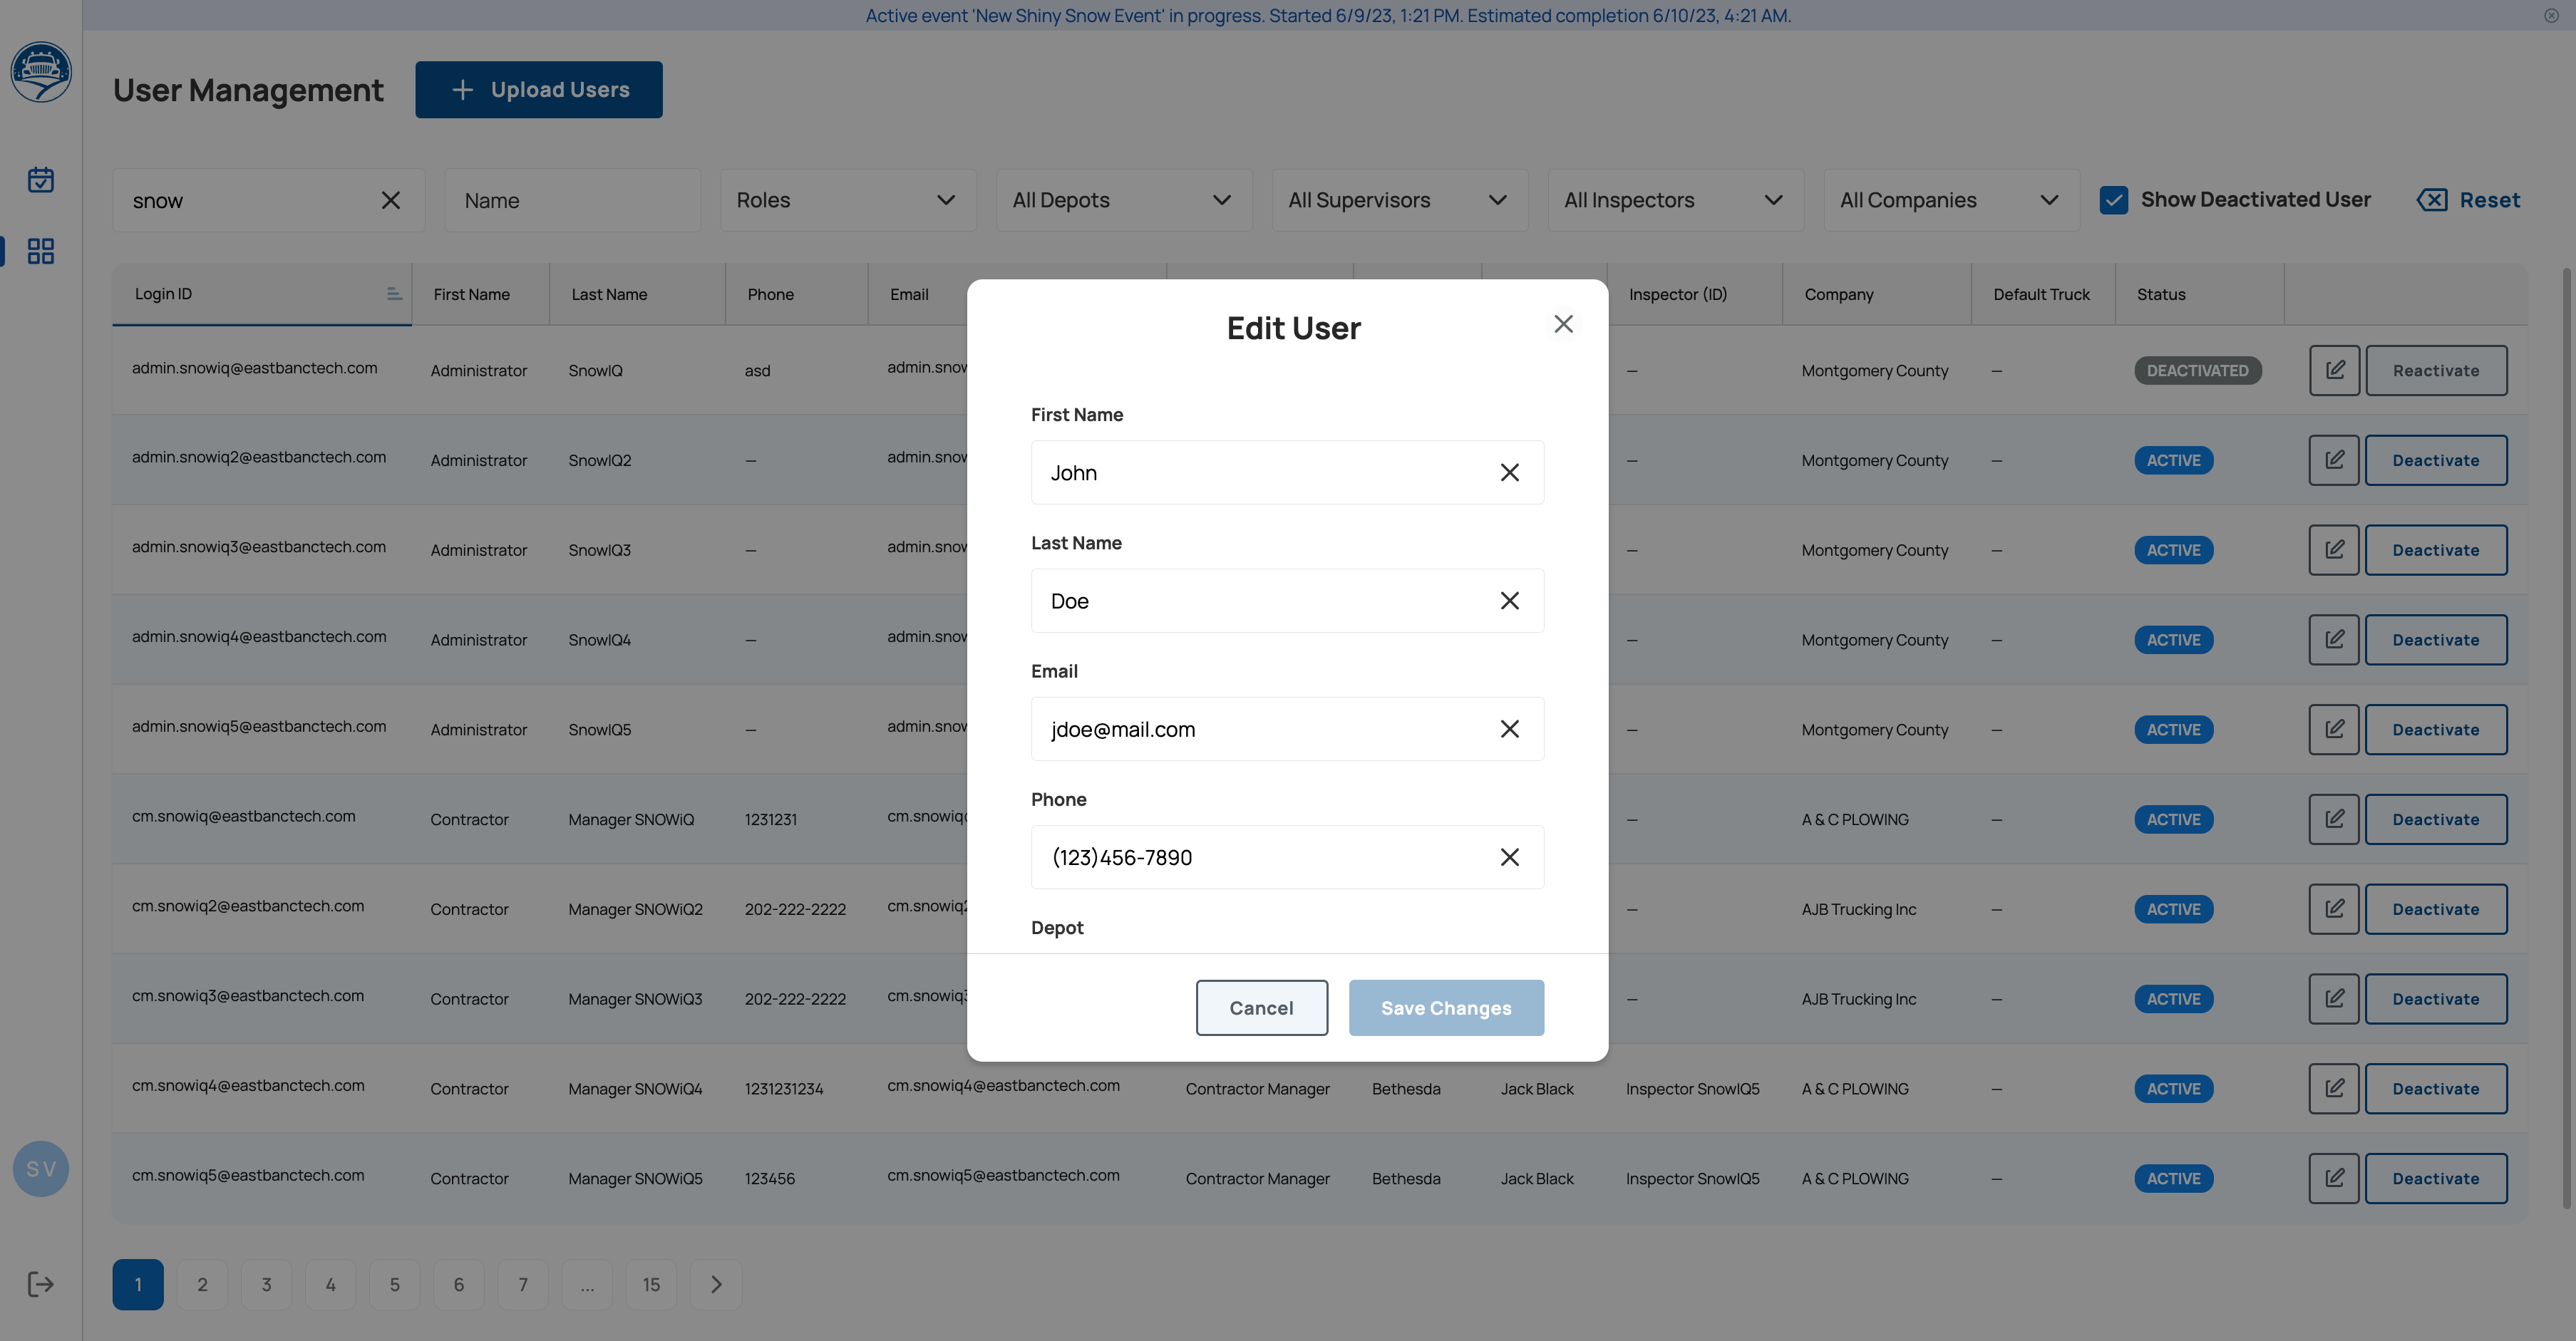 Active event 'New Shiny Snow Event' in progress. Started 6/9/23, 1:21 PM. Estimated completion 6/10/23, 4:21 AM.
User Management
Upload Users
snow
Name
Roles
All Depots
All Supervisors
All Inspectors
All Companies
Show Deactivated User
Reset
Login ID First Name Last Name Phone Email Inspector (ID) Company Default Truck Status
admin.snowiq@eastbanctech.com Administrator SnowIQ asd admin.snow — Montgomery County — DEACTIVATED Reactivate
admin.snowiq2@eastbanctech.com Administrator SnowIQ2 — admin.snow — Montgomery County — ACTIVE Deactivate
admin.snowiq3@eastbanctech.com Administrator SnowIQ3 — admin.snow — Montgomery County — ACTIVE Deactivate
admin.snowiq4@eastbanctech.com Administrator SnowIQ4 — admin.snow — Montgomery County — ACTIVE Deactivate
admin.snowiq5@eastbanctech.com Administrator SnowIQ5 — admin.snow — Montgomery County — ACTIVE Deactivate
cm.snowiq@eastbanctech.com Contractor Manager SNOWiQ 1231231 cm.snowiq — A & C PLOWING — ACTIVE Deactivate
cm.snowiq2@eastbanctech.com Contractor Manager SNOWiQ2 202-222-2222 cm.snowiq2 — AJB Trucking Inc — ACTIVE Deactivate
cm.snowiq3@eastbanctech.com Contractor Manager SNOWiQ3 202-222-2222 cm.snowiq3 — AJB Trucking Inc — ACTIVE Deactivate
cm.snowiq4@eastbanctech.com Contractor Manager SNOWiQ4 1231231234 cm.snowiq4@eastbanctech.com Contractor Manager Bethesda Jack Black Inspector SnowIQ5 A & C PLOWING — ACTIVE Deactivate
cm.snowiq5@eastbanctech.com Contractor Manager SNOWiQ5 123456 cm.snowiq5@eastbanctech.com Contractor Manager Bethesda Jack Black Inspector SnowIQ5 A & C PLOWING — ACTIVE Deactivate
Edit User
First Name
John
Last Name
Doe
Email
jdoe@mail.com
Phone
(123)456-7890
Depot
Cancel
Save Changes
SV
1 2 3 4 5 6 7 ... 15